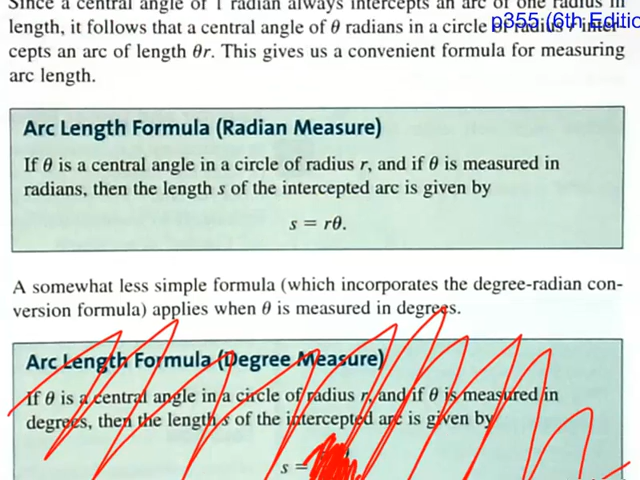 Since a central angle of 1 radian always intercepts an arc of one radius in
p355 (6th Editio
length, it follows that a central angle of θ radians in a circle of radius r inter-
cepts an arc of length θr. This gives us a convenient formula for measuring
arc length.
Arc Length Formula (Radian Measure)
If θ is a central angle in a circle of radius r, and if θ is measured in
radians, then the length s of the intercepted arc is given by
s = rθ.
A somewhat less simple formula (which incorporates the degree-radian con-
version formula) applies when θ is measured in degrees.
Arc Length Formula (Degree Measure)
If θ is a central angle in a circle of radius r, and if θ is measured in
degrees, then the length s of the intercepted arc is given by
s =